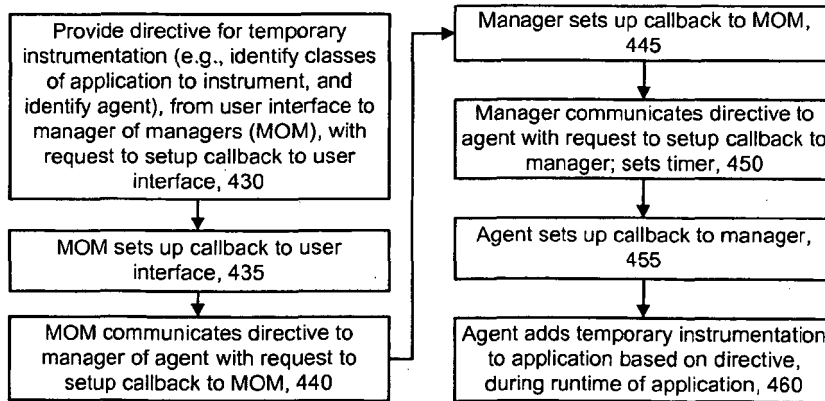 Provide directive for temporary
instrumentation (e.g., identify classes
of application to instrument, and
identify agent), from user interface to
manager of managers (MOM), with
request to setup callback to user
interface, 430
MOM sets up callback to user
interface, 435
MOM communicates directive to
manager of agent with request to
setup callback to MOM, 440
Manager sets up callback to MOM,
445
Manager communicates directive to
agent with request to setup callback to
manager; sets timer, 450
Agent sets up callback to manager,
455
Agent adds temporary instrumentation
to application based on directive,
during runtime of application, 460